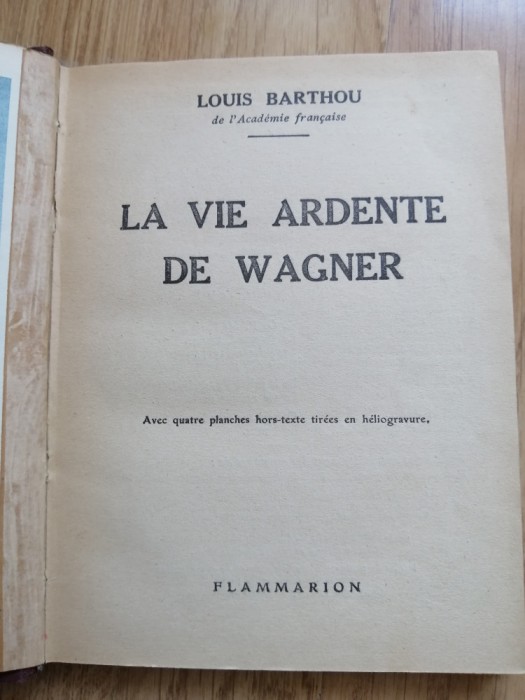 LOUIS BARTHOU
de l'Académie française
LA VIE ARDENTE
DE WAGNER
Avec quatre planches hors-texte tirées en héliogravure,
FLAMMARION